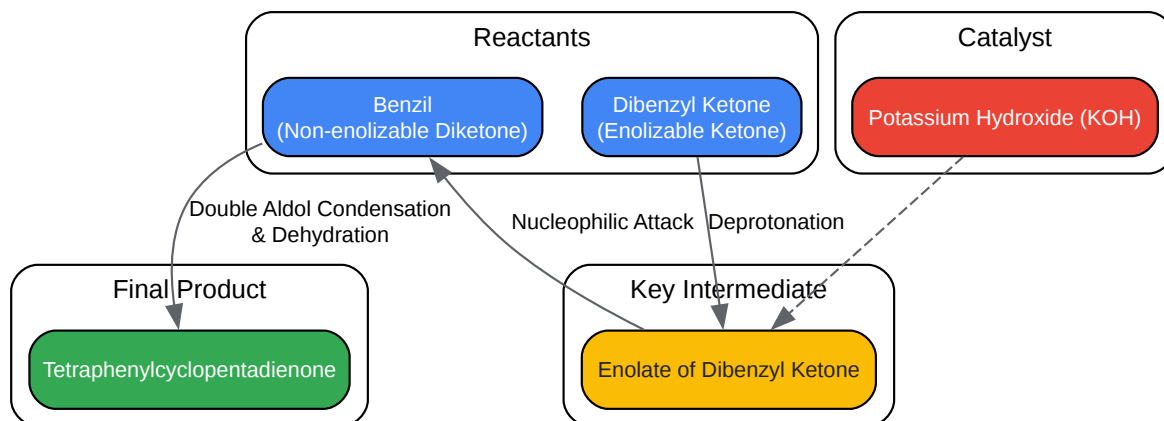 Reactants
Catalyst
Benzil
(Non-enolizable Diketone)
Dibenzyl Ketone
(Enolizable Ketone)
Potassium Hydroxide (KOH)
Double Aldol Condensation
& Dehydration
Nucleophilic Attack
Deprotonation
Final Product
Key Intermediate
Tetraphenylcyclopentadienone
Enolate of Dibenzyl Ketone